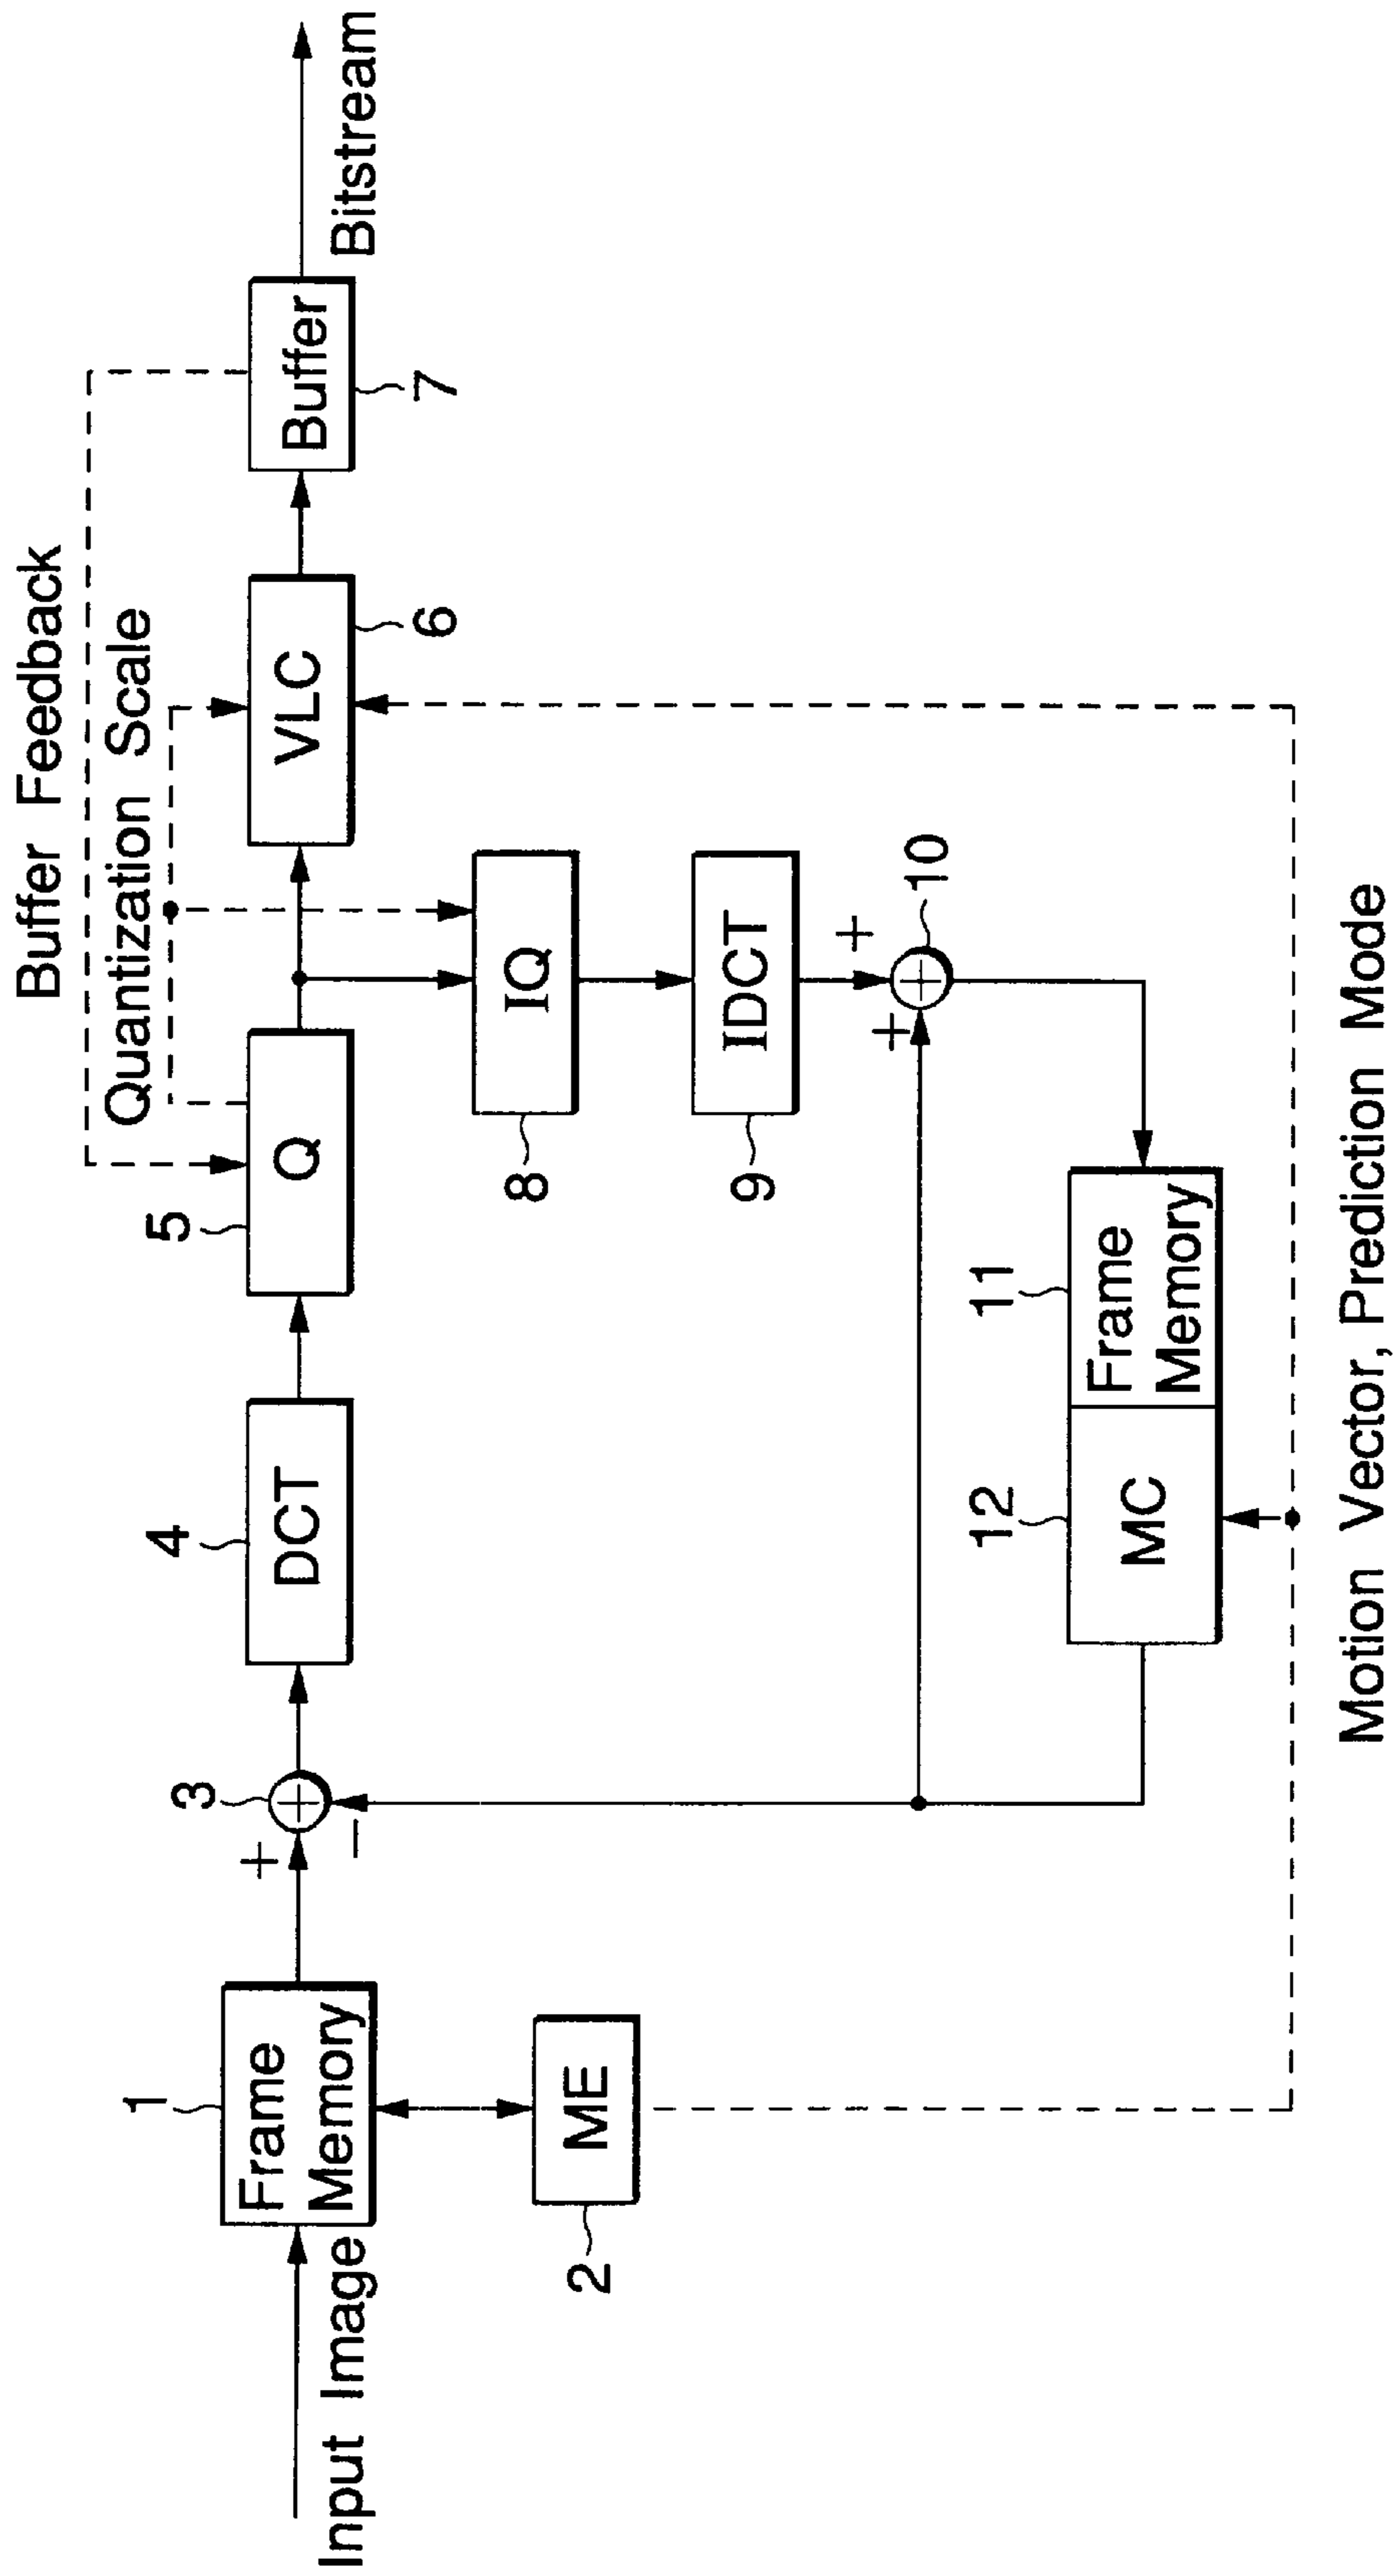 Buffer Feedback
Quantization Scale
1
Frame
Memory
Input Image
2
ME
3
+
−
4
DCT
5
Q
6
VLC
7
Buffer
Bitstream
8
IQ
9
IDCT
10
+
+
11
Frame
Memory
12
MC
Motion Vector, Prediction Mode